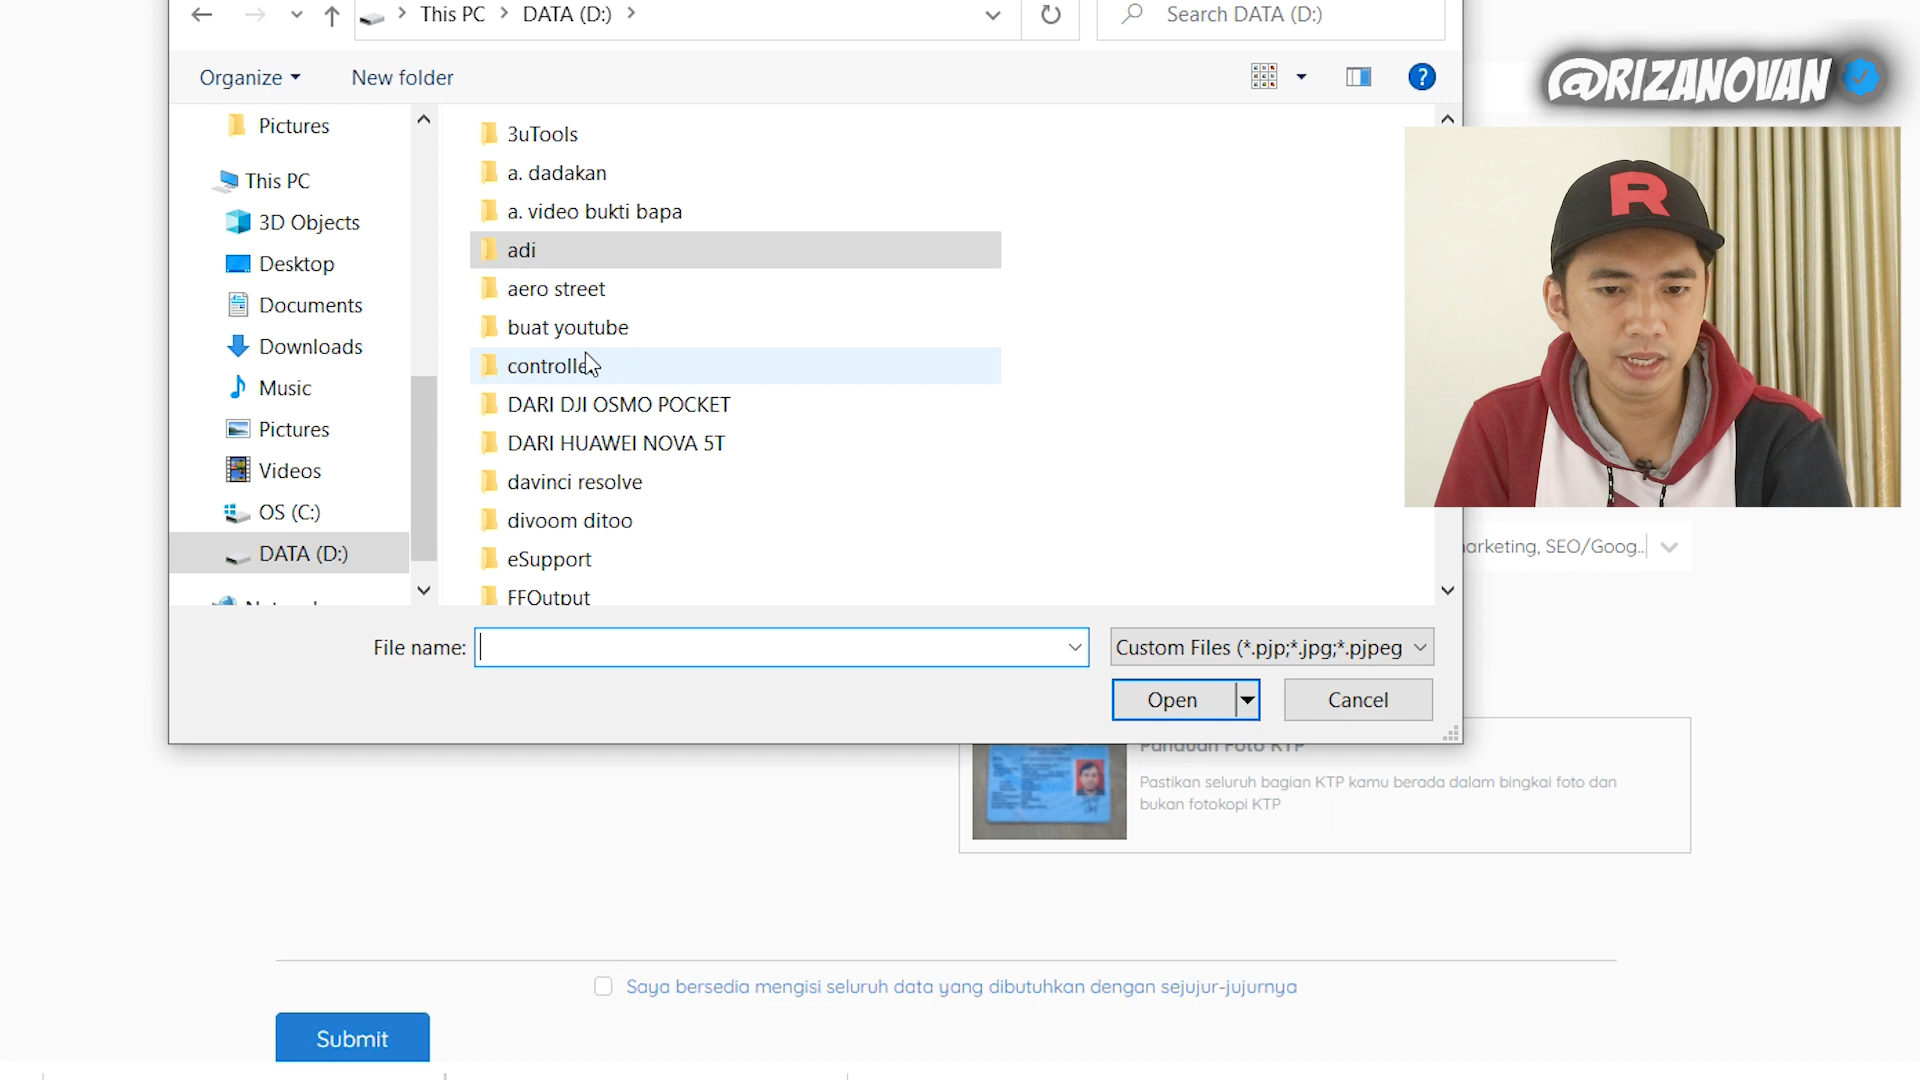 This PC
DATA (D:)
Search DATA (D:)
@RIZANOVAN
Organize
New folder
?
Pictures
This PC
3D Objects
Desktop
Documents
Downloads
Music
Pictures
Videos
OS (C:)
DATA (D:)
3uTools
a. dadakan
a. video bukti bapa
adi
aero street
buat youtube
controlle
DARI DJI OSMO POCKET
DARI HUAWEI NOVA 5T
davinci resolve
divoom ditoo
eSupport
FFOutput
R
arketing, SEO/Goog..
File name:
Custom Files (*.pjp;*.jpg;*.pjpeg
Open
Cancel
Panduan Foto KTP
Pastikan seluruh bagian KTP kamu berada dalam bingkai foto dan
bukan fotokopi KTP
Saya bersedia mengisi seluruh data yang dibutuhkan dengan sejujur-jujurnya
Submit